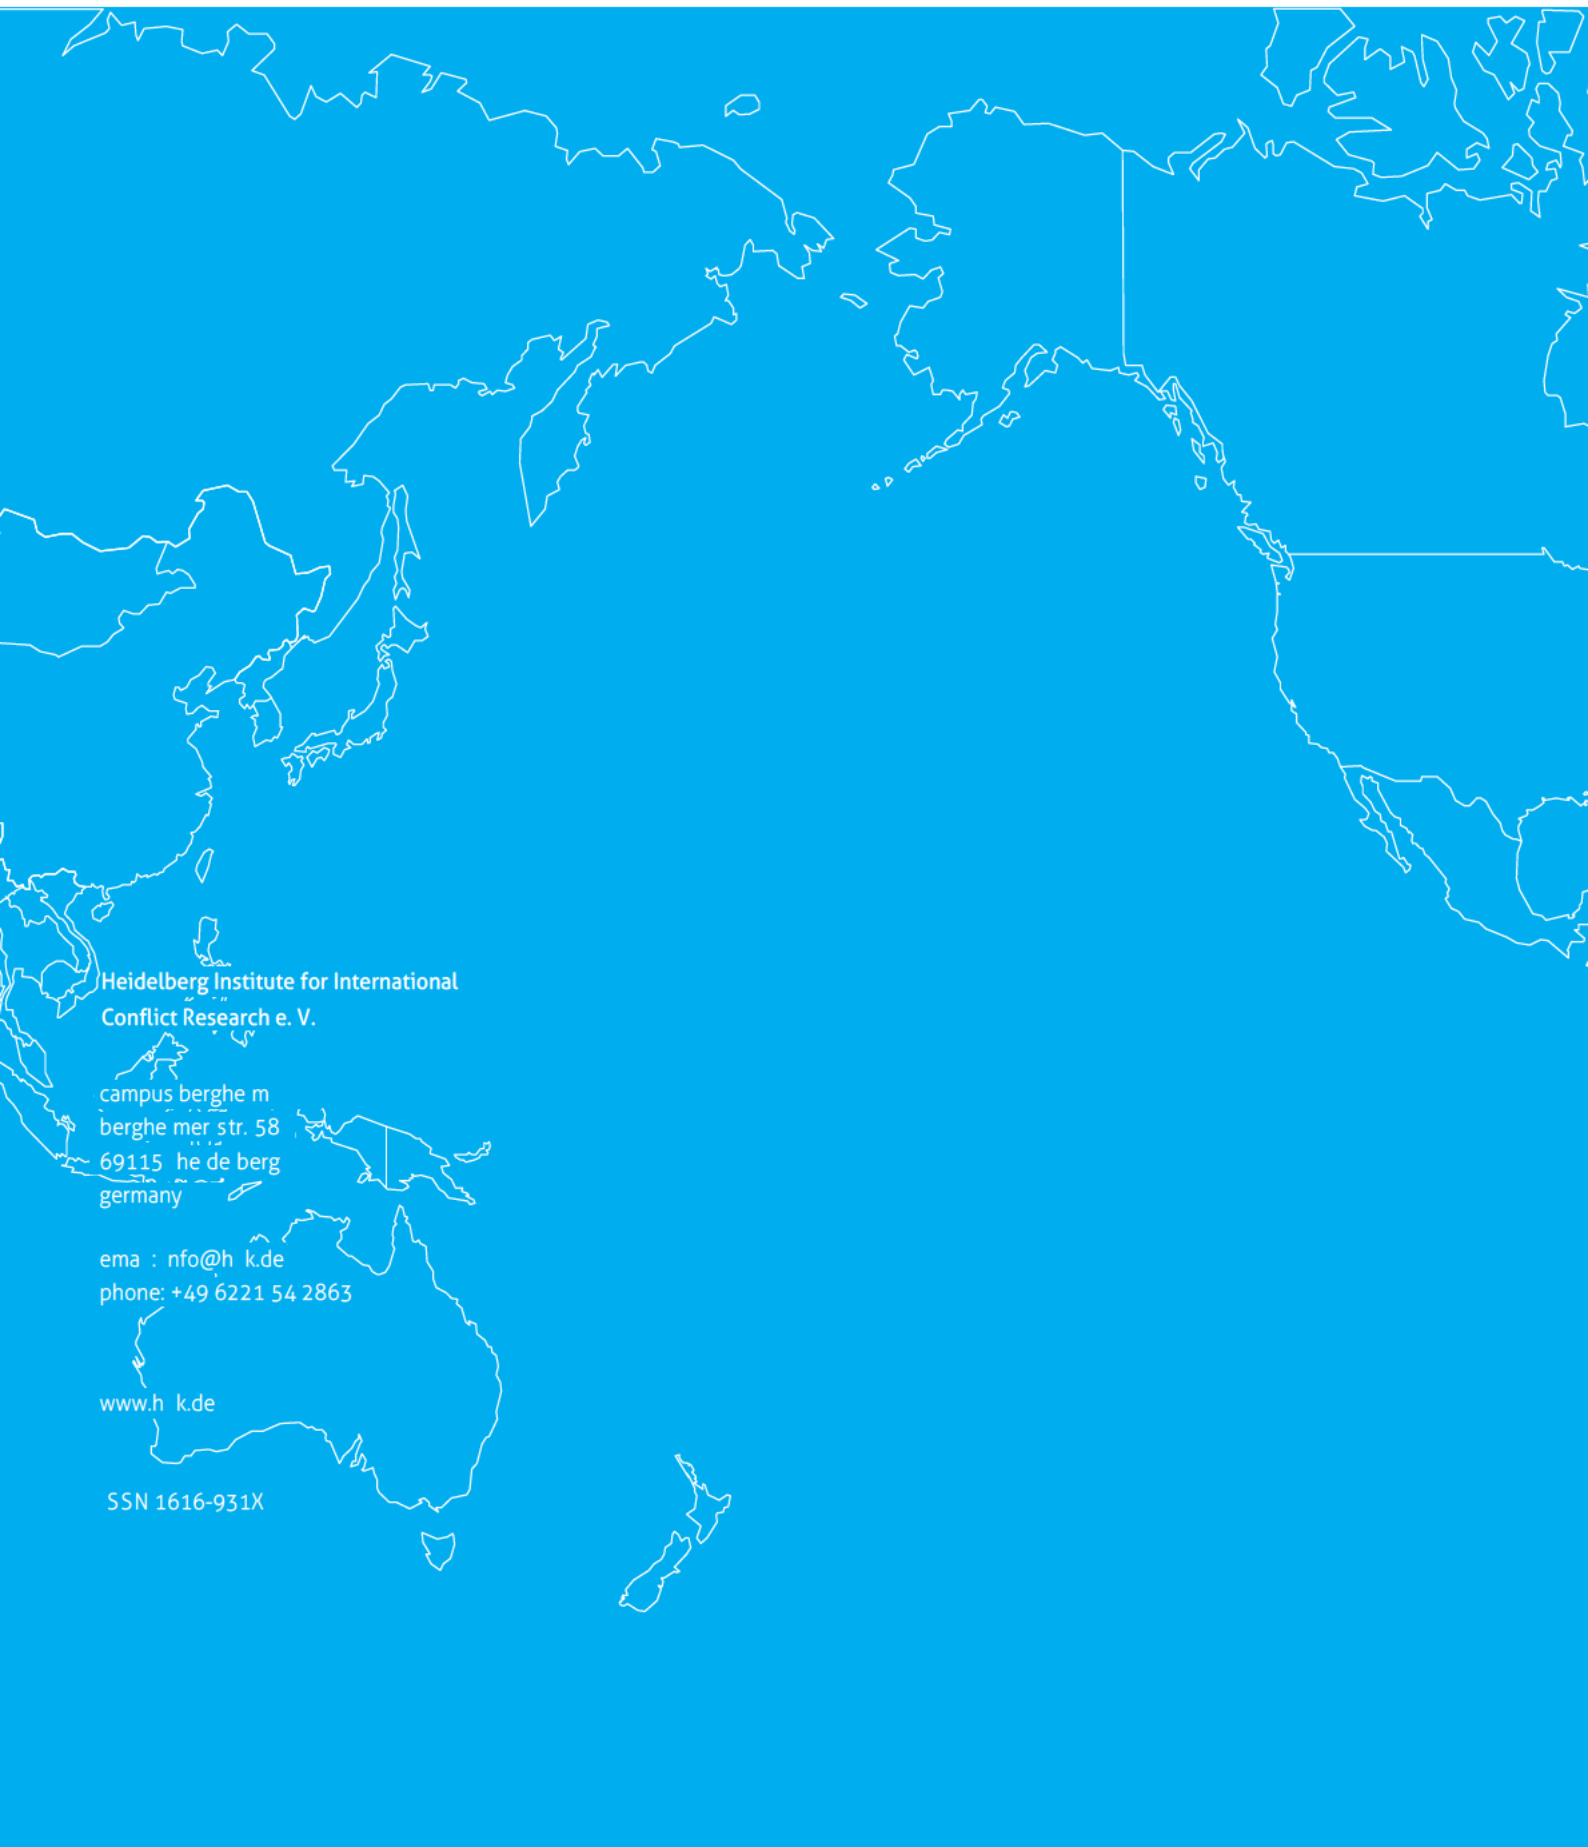 Heidelberg Institute for International
Conflict Research e. V.
campus berghe m
berghe mer str. 58
69115 he de berg
germany
ema : nfo@h k.de
phone: +49 6221 54 2863
www.h k.de
SSN 1616-931X